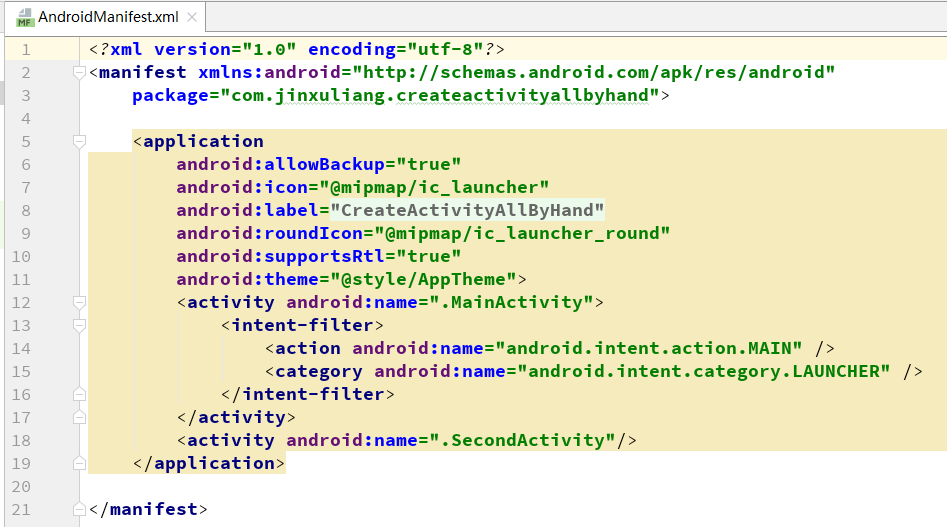 AndroidManifest.xml
1 <?xml version="1.0" encoding="utf-8"?>
2 <manifest xmlns:android="http://schemas.android.com/apk/res/android"
3     package="com.jinxuliang.createactivityallbyhand">
4
5     <application
6         android:allowBackup="true"
7         android:icon="@mipmap/ic_launcher"
8         android:label="CreateActivityAllByHand"
9         android:roundIcon="@mipmap/ic_launcher_round"
10         android:supportsRtl="true"
11         android:theme="@style/AppTheme">
12         <activity android:name=".MainActivity">
13             <intent-filter>
14                 <action android:name="android.intent.action.MAIN" />
15                 <category android:name="android.intent.category.LAUNCHER" />
16             </intent-filter>
17         </activity>
18         <activity android:name=".SecondActivity"/>
19     </application>
20
21 </manifest>